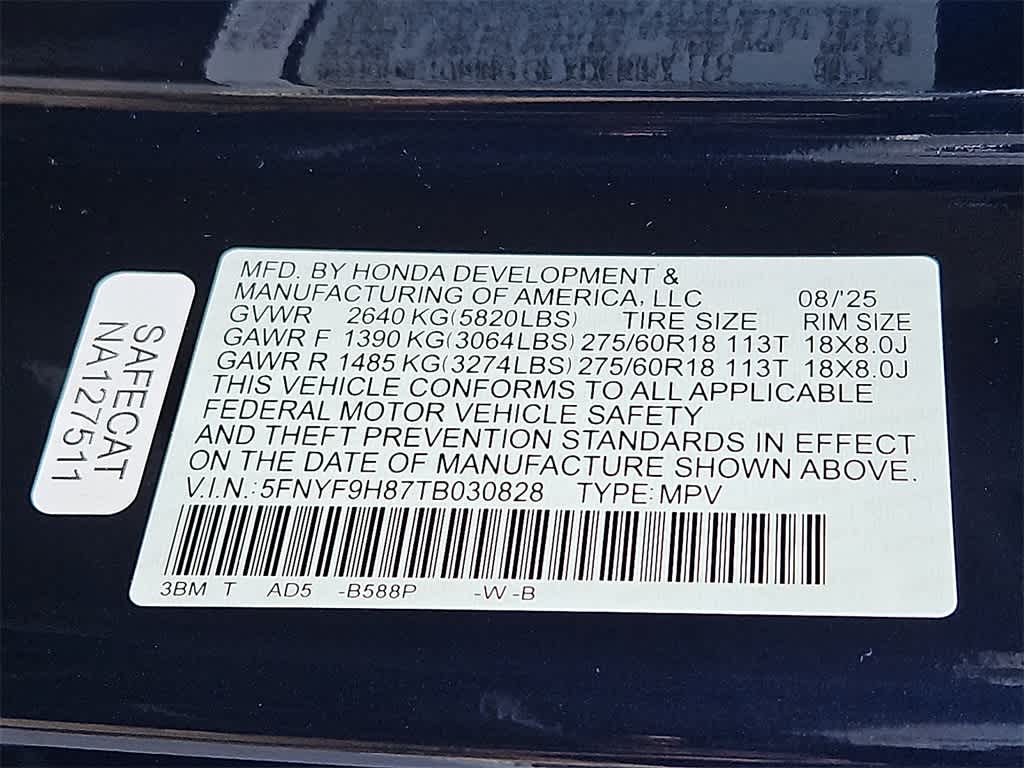 MFD. BY HONDA DEVELOPMENT &
MANUFACTURING OF AMERICA, LLC 08/'25
GVWR 2640 KG(5820LBS) TIRE SIZE RIM SIZE
GAWR F 1390 KG(3064LBS) 275/60R18 113T 18X8.0J
GAWR R 1485 KG(3274LBS) 275/60R18 113T 18X8.0J
THIS VEHICLE CONFORMS TO ALL APPLICABLE
FEDERAL MOTOR VEHICLE SAFETY
AND THEFT PREVENTION STANDARDS IN EFFECT
ON THE DATE OF MANUFACTURE SHOWN ABOVE.
V.I.N.: 5FNYF9H87TB030828 TYPE: MPV
3BM T AD5 -B588P -W -B
SAFECAT
NA127511